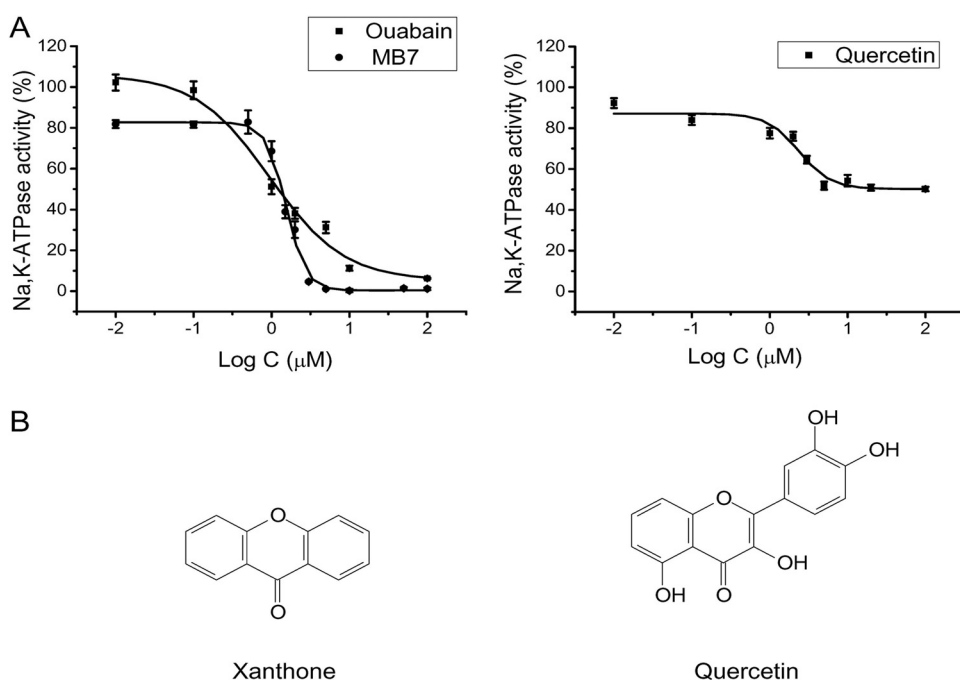 A
Ouabain
MB7
Na,K-ATPase activity (%)
120
100
80
60
40
20
0
-2
-1
0
1
2
Log C (μM)
Quercetin
Na,K-ATPase activity (%)
120
100
80
60
40
20
0
-2
-1
0
1
2
Log C (μM)
B
O
O
Xanthone
OH
OH
O
OH
OH
O
Quercetin